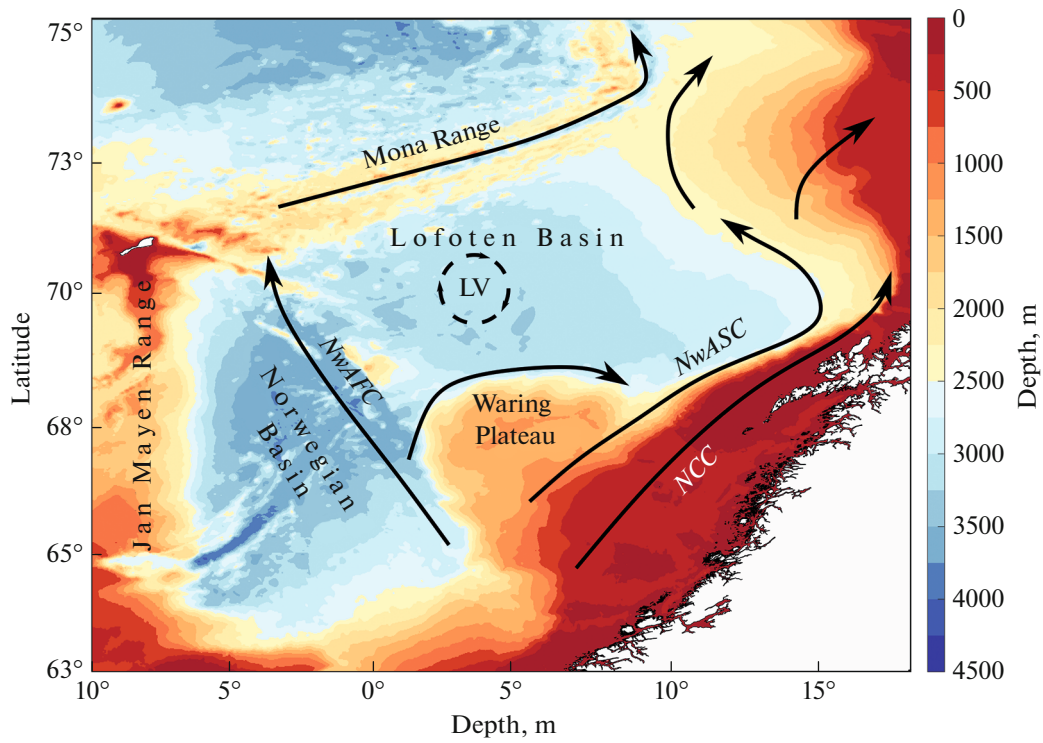 75°
73°
70°
68°
65°
63°
Latitude
10°
5°
0°
5°
10°
15°
Depth, m
Mona Range
Lofoten Basin
LV
Jan Mayen Range
Norwegian
Basin
NwAFC
Waring
Plateau
NwASC
NCC
0
500
1000
1500
2000
2500
3000
3500
4000
4500
Depth, m